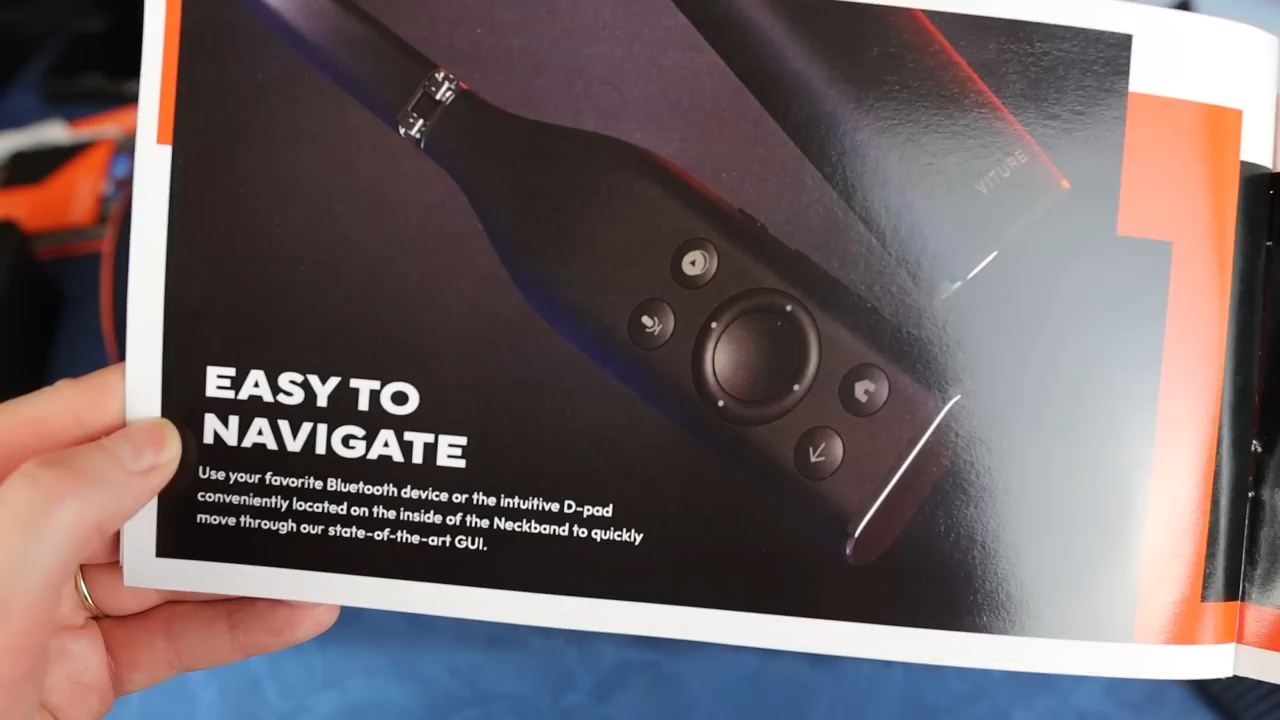 VITURE
EASY TO
NAVIGATE
Use your favorite Bluetooth device or the intuitive D-pad
conveniently located on the inside of the Neckband to quickly
move through our state-of-the-art GUI.